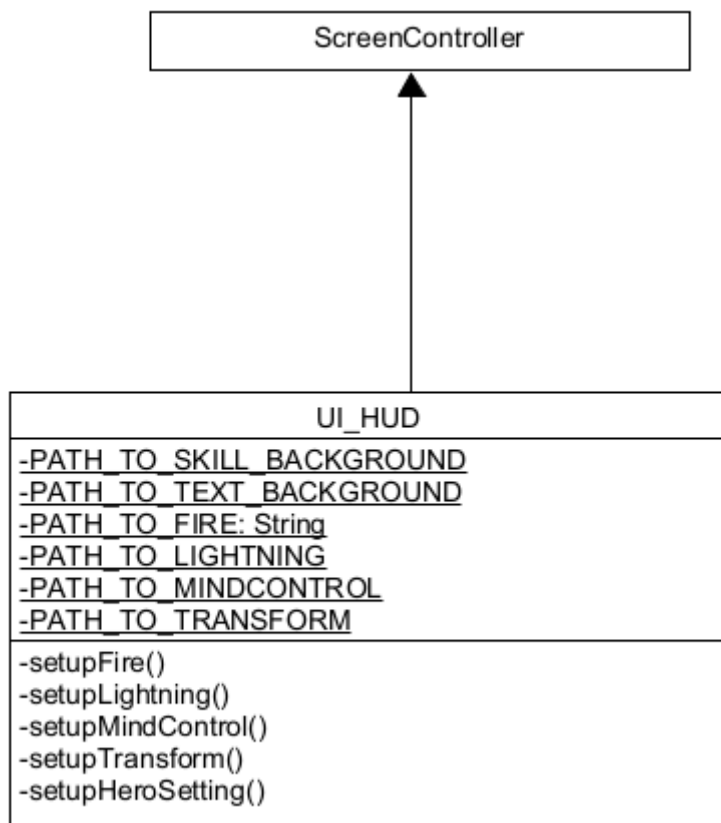 ScreenController
UI_HUD
-PATH_TO_SKILL_BACKGROUND
-PATH_TO_TEXT_BACKGROUND
-PATH_TO_FIRE: String
-PATH_TO_LIGHTNING
-PATH_TO_MINDCONTROL
-PATH_TO_TRANSFORM
-setupFire()
-setupLightning()
-setupMindControl()
-setupTransform()
-setupHeroSetting()